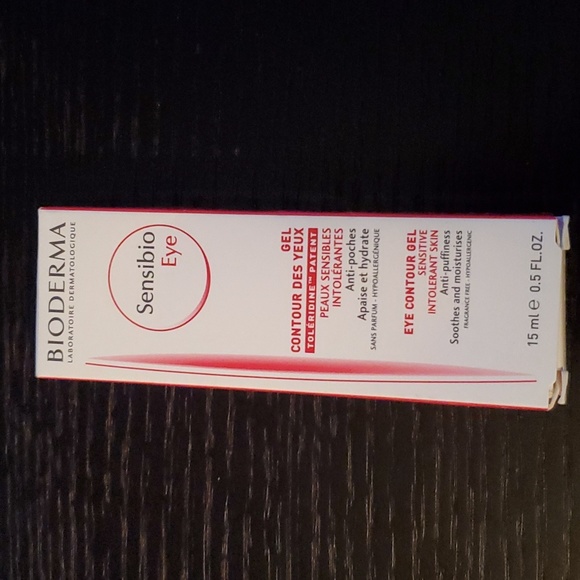 BIODERMA
LABORATOIRE DERMATOLOGIQUE
Sensibio
Eye
GEL
CONTOUR DES YEUX
TOLÉRIDINE™ PATENT
PEAUX SENSIBLES
INTOLÉRANTES
Anti-poches
Apaise et hydrate
SANS PARFUM - HYPOALLERGÉNIQUE
EYE CONTOUR GEL
SENSITIVE
INTOLERANT SKIN
Anti-puffiness
Soothes and moisturises
FRAGRANCE FREE - HYPOALLERGENIC
15 ml e 0.5 FL.OZ.